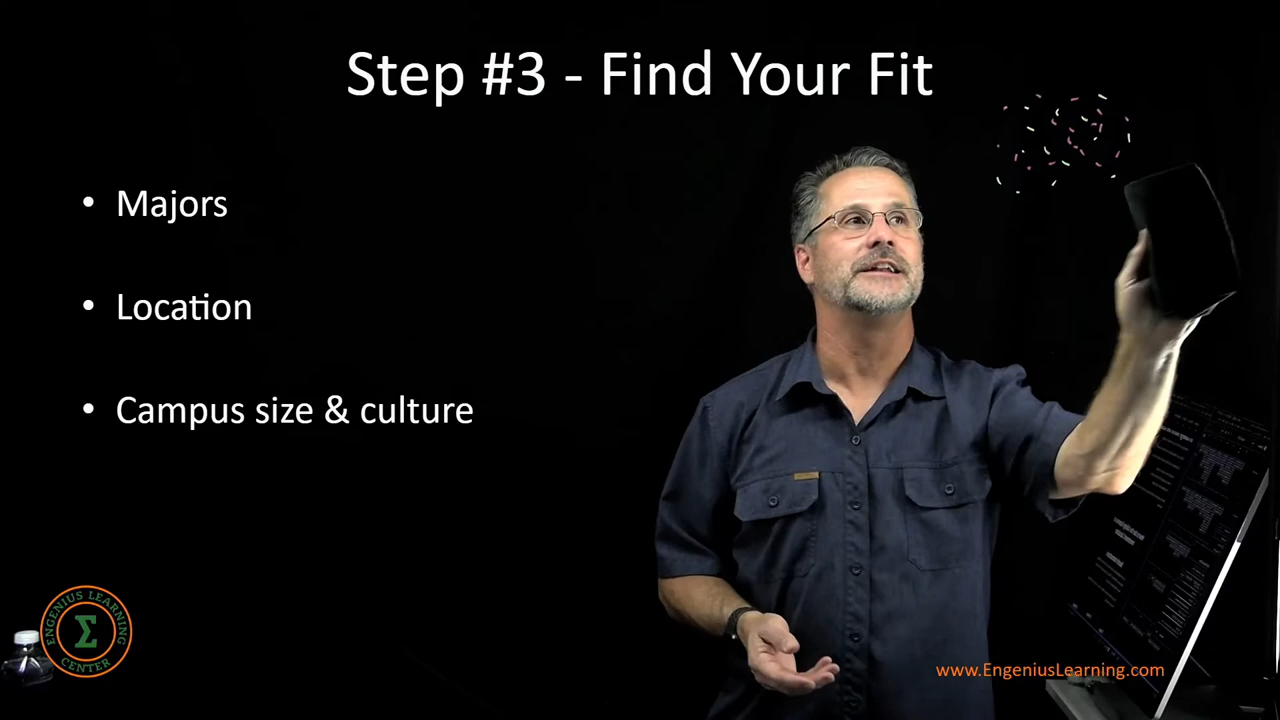 Step #3 - Find Your Fit
• Majors
• Location
• Campus size & culture
ENGENIUS LEARNING
Σ
CENTER
www.EngeniusLearning.com